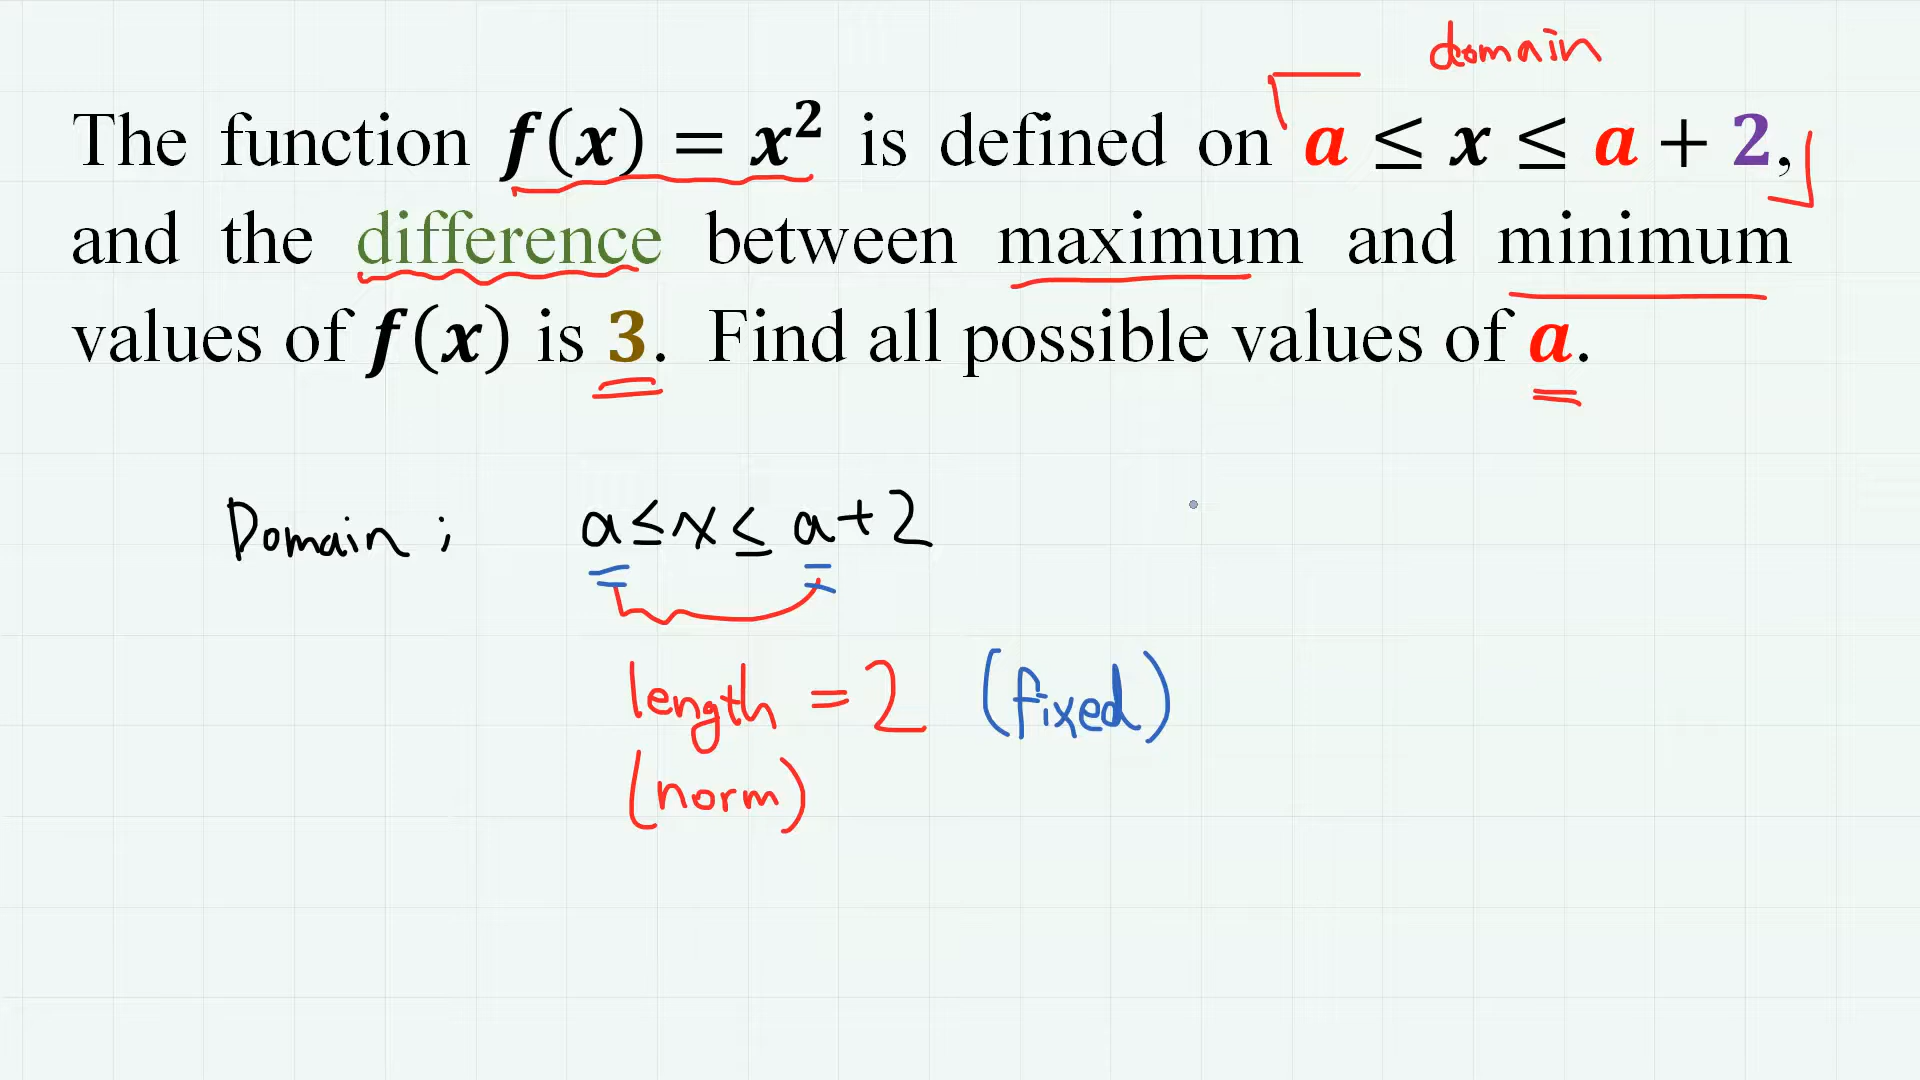 domain
The function f(x) = x² is defined on a ≤ x ≤ a + 2,
and the difference between maximum and minimum
values of f(x) is 3. Find all possible values of a.
Domain ; a ≤ x ≤ a + 2
length = 2 (fixed)
(norm)